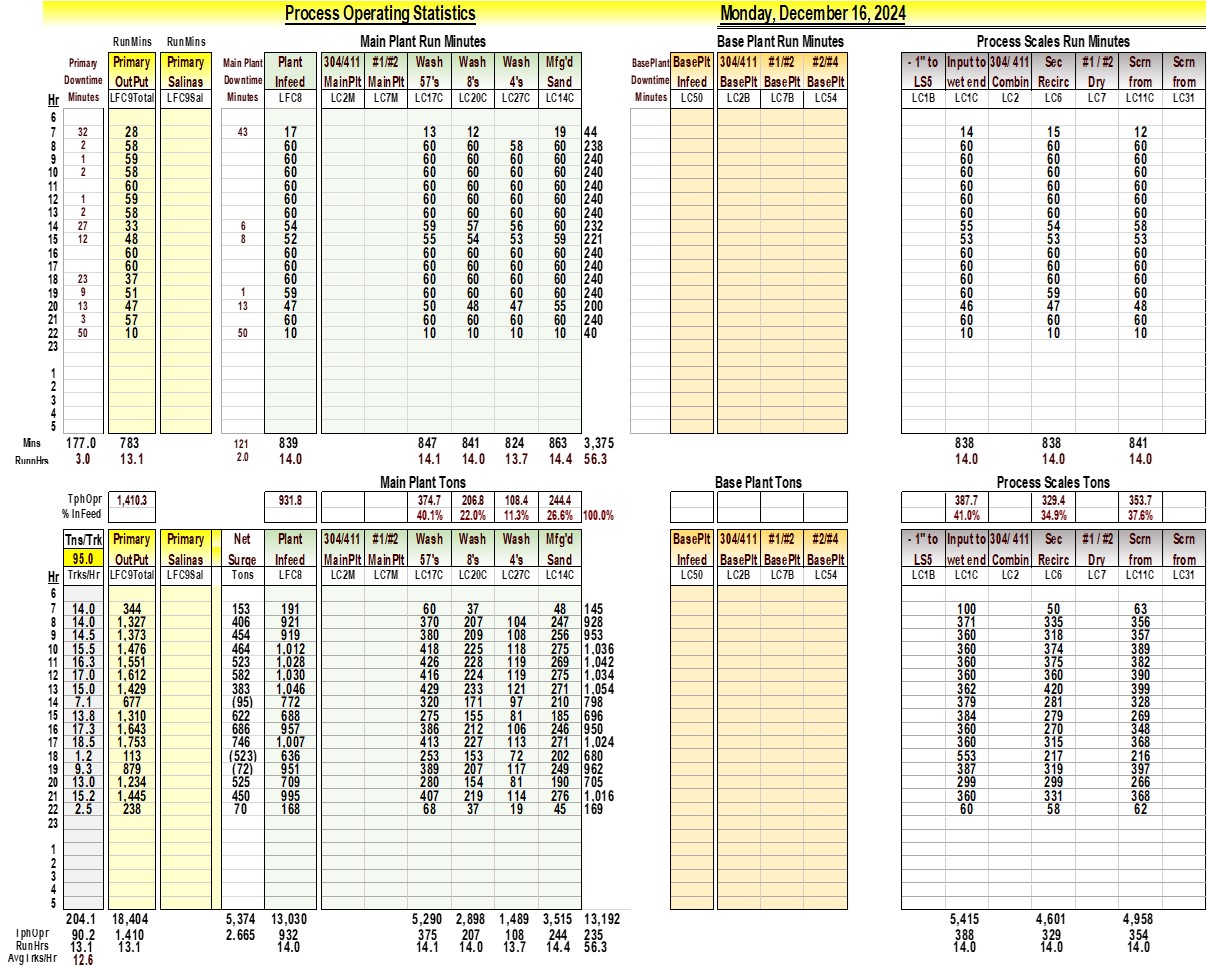 Process Operating Statistics Monday, December 16, 2024
RunMins RunMins Main Plant Run Minutes Base Plant Run Minutes Process Scales Run Minutes
Primary Primary Primary Main Plant Plant 304/411 #1/#2 Wash Wash Wash Mfg'd BasePlant BasePlt 304/411 #1/#2 #2/#4 - 1" to Input to 304/ 411 Sec #1 / #2 Scrn Scrn
Downtime OutPut Salinas Downtime Infeed MainPlt MainPlt 57's 8's 4's Sand Downtime Infeed BasePlt BasePlt BasePlt LS5 wet end Combin Recirc Dry from from
Hr Minutes LFC9Total LFC9Sal Minutes LFC8 LC2M LC7M LC17C LC20C LC27C LC14C Minutes LC50 LC2B LC7B LC54 LC1B LC1C LC2 LC6 LC7 LC11C LC31
6
7 32 28 43 17 13 12 19 44 14 15 12
8 2 58 60 60 60 58 60 238 60 60 60
9 1 59 60 60 60 60 60 240 60 60 60
10 2 58 60 60 60 60 60 240 60 60 60
11 60 60 60 60 60 60 240 60 60 60
12 1 59 60 60 60 60 60 240 60 60 60
13 2 58 60 60 60 60 60 240 60 60 60
14 27 33 6 54 59 57 56 60 232 55 54 58
15 12 48 8 52 55 54 53 59 221 53 53 53
16 60 60 60 60 60 60 240 60 60 60
17 60 60 60 60 60 60 240 60 60 60
18 23 37 60 60 60 60 60 240 60 60 60
19 9 51 1 59 60 60 60 60 240 60 59 60
20 13 47 13 47 50 48 47 55 200 46 47 48
21 3 57 60 60 60 60 60 240 60 60 60
22 50 10 50 10 10 10 10 10 40 10 10 10
23
1
2
3
4
5
Mins 177.0 783 121 839 847 841 824 863 3,375 838 838 841
RunnHrs 3.0 13.1 2.0 14.0 14.1 14.0 13.7 14.4 56.3 14.0 14.0 14.0
Main Plant Tons Base Plant Tons Process Scales Tons
TphOpr 1,410.3 931.8 374.7 206.8 108.4 244.4 387.7 329.4 353.7
% InFeed 40.1% 22.0% 11.3% 26.6% 100.0% 41.0% 34.9% 37.6%
Tns/Trk Primary Primary Net Plant 304/411 #1/#2 Wash Wash Wash Mfg'd BasePlt 304/411 #1/#2 #2/#4 - 1" to Input to 304/ 411 Sec #1 / #2 Scrn Scrn
95.0 OutPut Salinas Surge Infeed MainPlt MainPlt 57's 8's 4's Sand Infeed BasePlt BasePlt BasePlt LS5 wet end Combin Recirc Dry from from
Hr Trks/Hr LFC9Total LFC9Sal Tons LFC8 LC2M LC7M LC17C LC20C LC27C LC14C LC50 LC2B LC7B LC54 LC1B LC1C LC2 LC6 LC7 LC11C LC31
6
7 14.0 344 153 191 60 37 48 145 100 50 63
8 14.0 1,327 406 921 370 207 104 247 928 371 335 356
9 14.5 1,373 454 919 380 209 108 256 953 360 318 357
10 15.5 1,476 464 1,012 418 225 118 275 1,036 360 374 389
11 16.3 1,551 523 1,028 426 228 119 269 1,042 360 375 382
12 17.0 1,612 582 1,030 416 224 119 275 1,034 360 360 390
13 15.0 1,429 383 1,046 429 233 121 271 1,054 362 420 399
14 7.1 677 (95) 772 320 171 97 210 798 379 281 328
15 13.8 1,310 622 688 275 155 81 185 696 384 279 269
16 17.3 1,643 686 957 386 212 106 246 950 360 270 348
17 18.5 1,753 746 1,007 413 227 113 271 1,024 360 315 368
18 1.2 113 (523) 636 253 153 72 202 680 553 217 216
19 9.3 879 (72) 951 389 207 117 249 962 387 319 397
20 13.0 1,234 525 709 280 154 81 190 705 299 299 266
21 15.2 1,445 450 995 407 219 114 276 1,016 360 331 368
22 2.5 238 70 168 68 37 19 45 169 60 58 62
23
1
2
3
4
5
204.1 18,404 5,374 13,030 5,290 2,898 1,489 3,515 13,192 5,415 4,601 4,958
TphOpr 90.2 1,410 2.665 932 375 207 108 244 235 388 329 354
RunHrs 13.1 13.1 14.0 14.1 14.0 13.7 14.4 56.3 14.0 14.0 14.0
AvgTrks/Hr 12.6